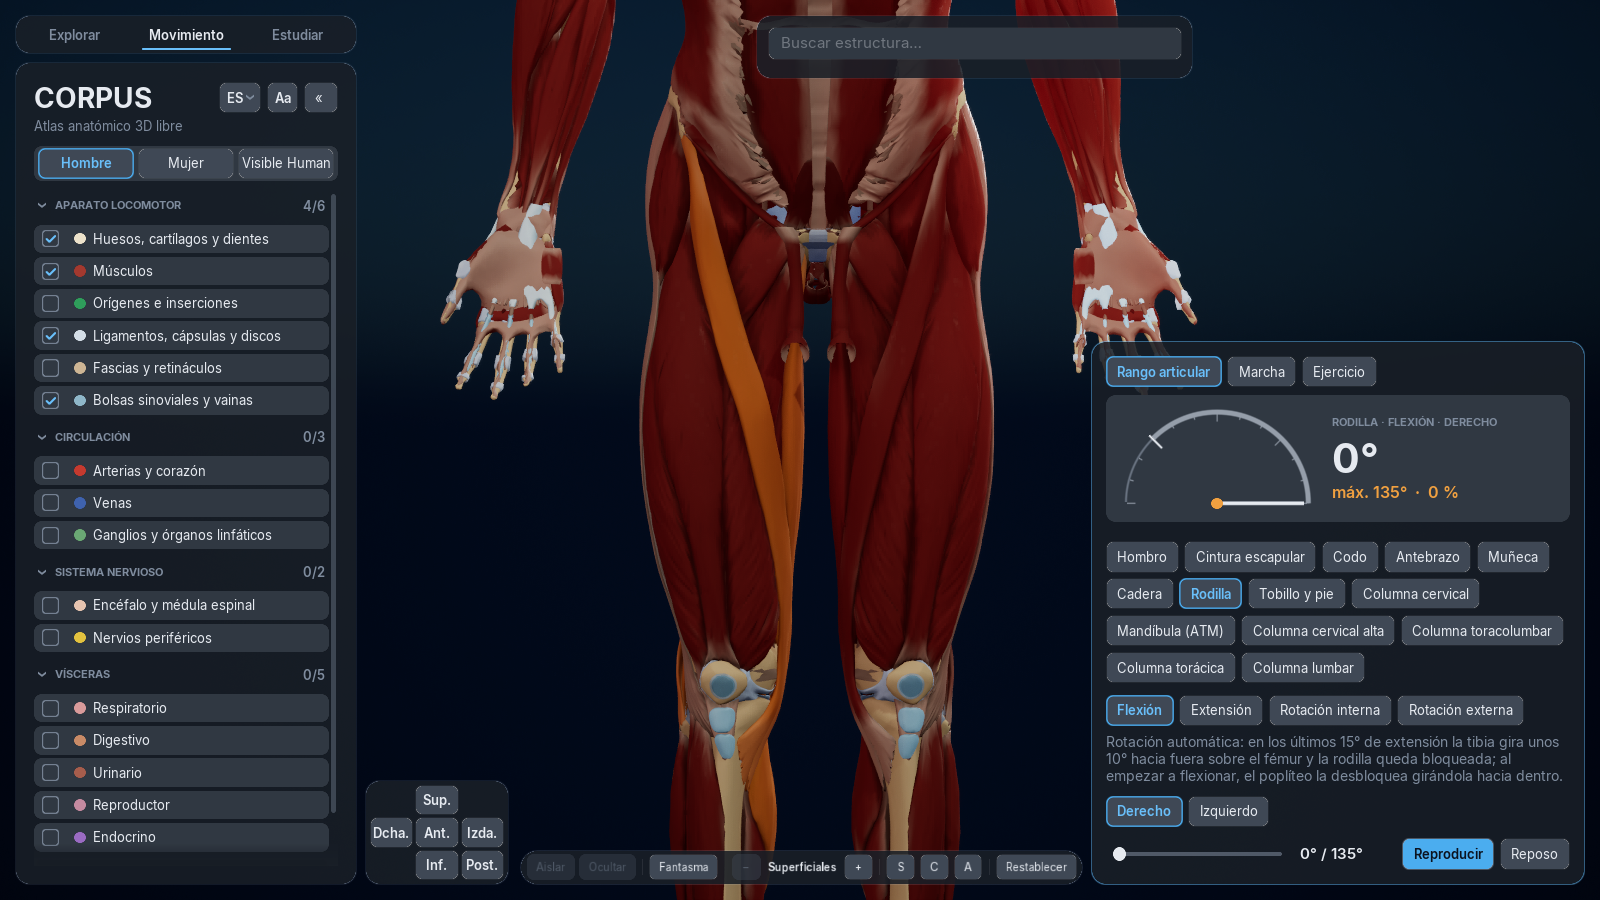 Explorar
Movimiento
Estudiar
Buscar estructura...
CORPUS
ES
Aa
«
Atlas anatómico 3D libre
Hombre
Mujer
Visible Human
APARATO LOCOMOTOR 4/6
Huesos, cartílagos y dientes
Músculos
Orígenes e inserciones
Ligamentos, cápsulas y discos
Fascias y retináculos
Bolsas sinoviales y vainas
CIRCULACIÓN 0/3
Arterias y corazón
Venas
Ganglios y órganos linfáticos
SISTEMA NERVIOSO 0/2
Encéfalo y médula espinal
Nervios periféricos
VÍSCERAS 0/5
Respiratorio
Digestivo
Urinario
Reproductor
Endocrino
Sup.
Dcha. Ant. Izda.
Inf. Post.
Aislar Ocultar Fantasma − Superficiales + S C A Restablecer
Rango articular Marcha Ejercicio
RODILLA · FLEXIÓN · DERECHO
0°
máx. 135° · 0 %
Hombro Cintura escapular Codo Antebrazo Muñeca
Cadera Rodilla Tobillo y pie Columna cervical
Mandíbula (ATM) Columna cervical alta Columna toracolumbar
Columna torácica Columna lumbar
Flexión Extensión Rotación interna Rotación externa
Rotación automática: en los últimos 15° de extensión la tibia gira unos
10° hacia fuera sobre el fémur y la rodilla queda bloqueada; al
empezar a flexionar, el poplíteo la desbloquea girándola hacia dentro.
Derecho Izquierdo
0° / 135° Reproducir Reposo